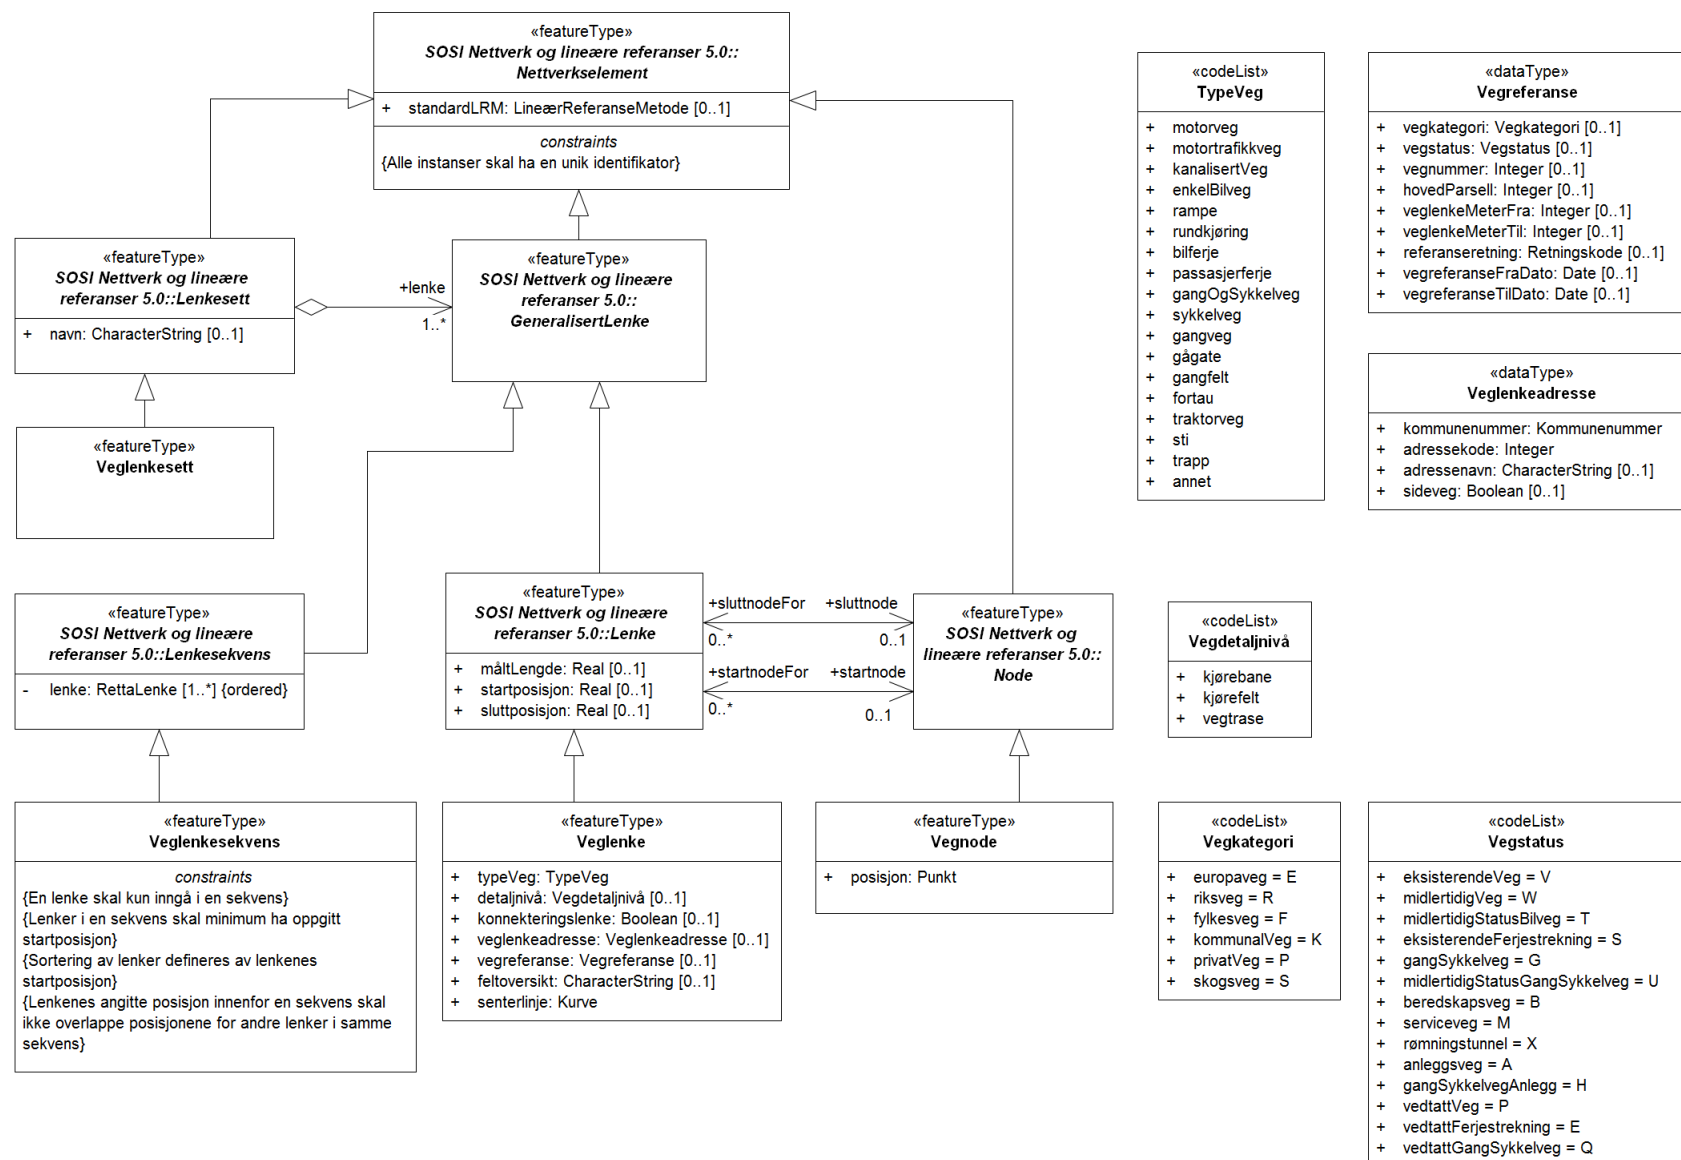 «featureType»
SOSI Nettverk og lineære referanser 5.0::
Nettverkselement
+ standardLRM: LineærReferanseMetode [0..1]
constraints
{Alle instanser skal ha en unik identifikator}
«featureType»
SOSI Nettverk og lineære
referanser 5.0::Lenkesett
+ navn: CharacterString [0..1]
+lenke
1..*
«featureType»
SOSI Nettverk og lineære
referanser 5.0::
GeneralisertLenke
«featureType»
Veglenkesett
«featureType»
SOSI Nettverk og lineære
referanser 5.0::Lenkesekvens
- lenke: RettaLenke [1..*] {ordered}
«featureType»
SOSI Nettverk og lineære
referanser 5.0::Lenke
+ måltLengde: Real [0..1]
+ startposisjon: Real [0..1]
+ sluttposisjon: Real [0..1]
+sluttnodeFor +sluttnode
0..* 0..1
+startnodeFor +startnode
0..* 0..1
«featureType»
SOSI Nettverk og
lineære referanser 5.0::
Node
«featureType»
Veglenkesekvens
constraints
{En lenke skal kun inngå i en sekvens}
{Lenker i en sekvens skal minimum ha oppgitt
startposisjon}
{Sortering av lenker defineres av lenkenes
startposisjon}
{Lenkenes angitte posisjon innenfor en sekvens skal
ikke overlappe posisjonene for andre lenker i samme
sekvens}
«featureType»
Veglenke
+ typeVeg: TypeVeg
+ detaljnivå: Vegdetaljnivå [0..1]
+ konnekteringslenke: Boolean [0..1]
+ veglenkeadresse: Veglenkeadresse [0..1]
+ vegreferanse: Vegreferanse [0..1]
+ feltoversikt: CharacterString [0..1]
+ senterlinje: Kurve
«featureType»
Vegnode
+ posisjon: Punkt
«codeList»
TypeVeg
+ motorveg
+ motortrafikkveg
+ kanalisertVeg
+ enkelBilveg
+ rampe
+ rundkjøring
+ bilferje
+ passasjerferje
+ gangOgSykkelveg
+ sykkelveg
+ gangveg
+ gågate
+ gangfelt
+ fortau
+ traktorveg
+ sti
+ trapp
+ annet
«dataType»
Vegreferanse
+ vegkategori: Vegkategori [0..1]
+ vegstatus: Vegstatus [0..1]
+ vegnummer: Integer [0..1]
+ hovedParsell: Integer [0..1]
+ veglenkeMeterFra: Integer [0..1]
+ veglenkeMeterTil: Integer [0..1]
+ referanseretning: Retningskode [0..1]
+ vegreferanseFraDato: Date [0..1]
+ vegreferanseTilDato: Date [0..1]
«dataType»
Veglenkeadresse
+ kommunenummer: Kommunenummer
+ adressekode: Integer
+ adressenavn: CharacterString [0..1]
+ sideveg: Boolean [0..1]
«codeList»
Vegdetaljnivå
+ kjørebane
+ kjørefelt
+ vegtrase
«codeList»
Vegkategori
+ europaveg = E
+ riksveg = R
+ fylkesveg = F
+ kommunalVeg = K
+ privatVeg = P
+ skogsveg = S
«codeList»
Vegstatus
+ eksisterendeVeg = V
+ midlertidigVeg = W
+ midlertidigStatusBilveg = T
+ eksisterendeFerjestrekning = S
+ gangSykkelveg = G
+ midlertidigStatusGangSykkelveg = U
+ beredskapsveg = B
+ serviceveg = M
+ rømningstunnel = X
+ anleggsveg = A
+ gangSykkelvegAnlegg = H
+ vedtattVeg = P
+ vedtattFerjestrekning = E
+ vedtattGangSykkelveg = Q